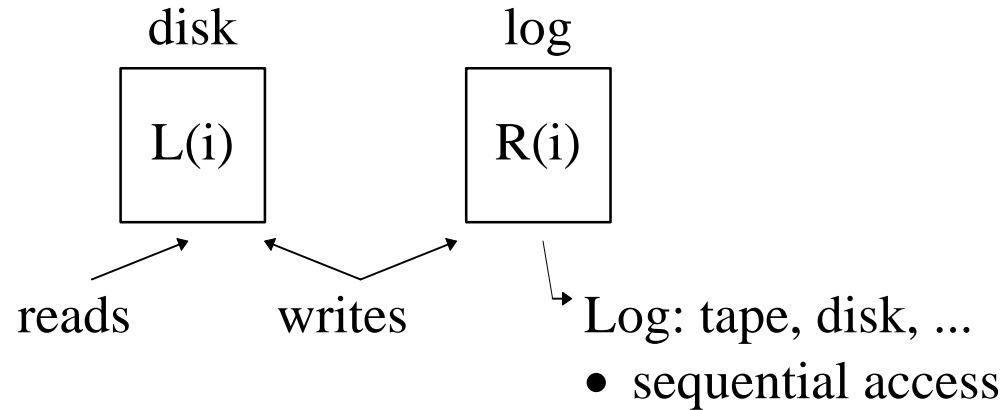 disk log
L(i) R(i)
reads writes Log: tape, disk, ...
• sequential access